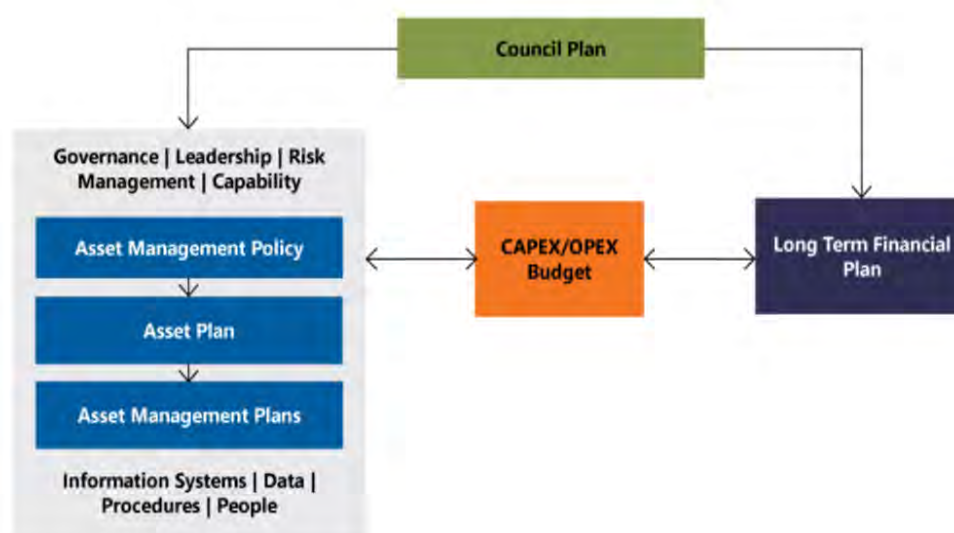 Council Plan
Governance | Leadership | Risk
Management | Capability
Asset Management Policy
Asset Plan
Asset Management Plans
Information Systems | Data |
Procedures | People
CAPEX/OPEX
Budget
Long Term Financial
Plan